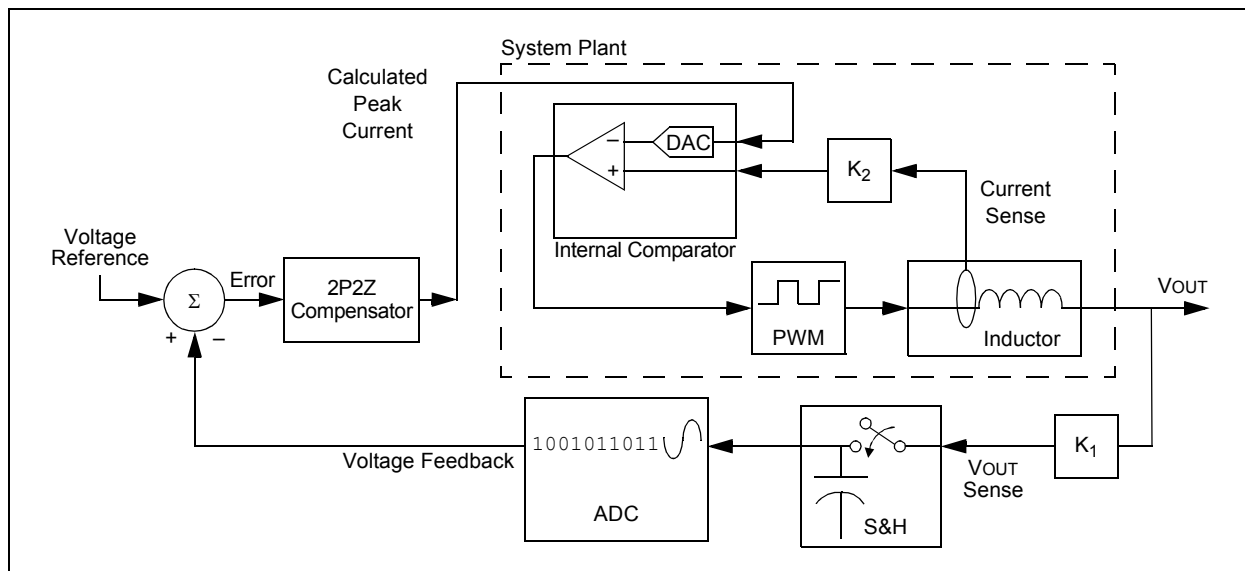 System Plant
Calculated
Peak
Current
DAC
−
+
K2
Current
Sense
Internal Comparator
Voltage
Reference
Error
Σ
+
−
2P2Z
Compensator
PWM
Inductor
VOUT
Voltage Feedback
1001011011
ADC
S&H
VOUT
Sense
K1